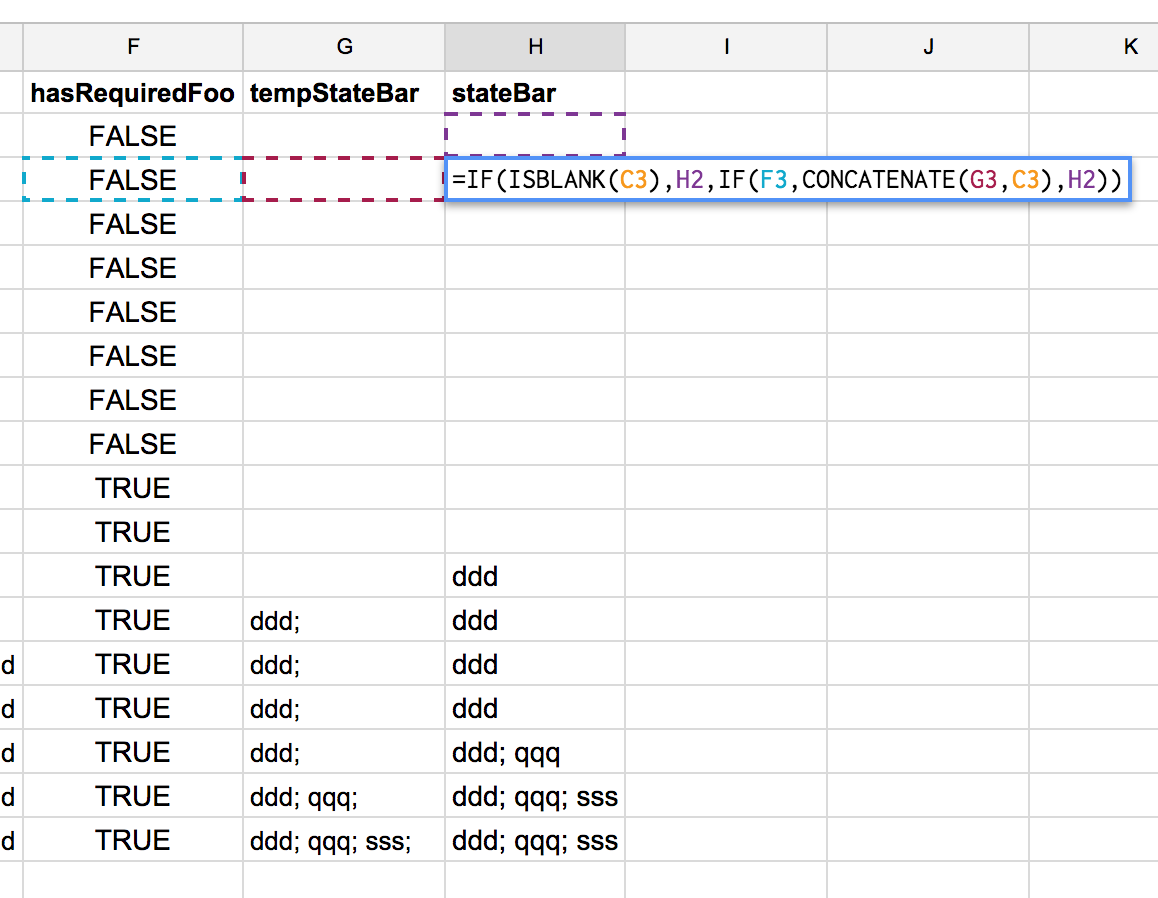 F G H I J K
hasRequiredFoo tempStateBar stateBar
FALSE
FALSE =IF(ISBLANK(C3),H2,IF(F3,CONCATENATE(G3,C3),H2))
FALSE
FALSE
FALSE
FALSE
FALSE
FALSE
TRUE
TRUE
TRUE ddd
TRUE ddd; ddd
d TRUE ddd; ddd
d TRUE ddd; ddd
d TRUE ddd; ddd; qqq
d TRUE ddd; qqq; ddd; qqq; sss
d TRUE ddd; qqq; sss; ddd; qqq; sss